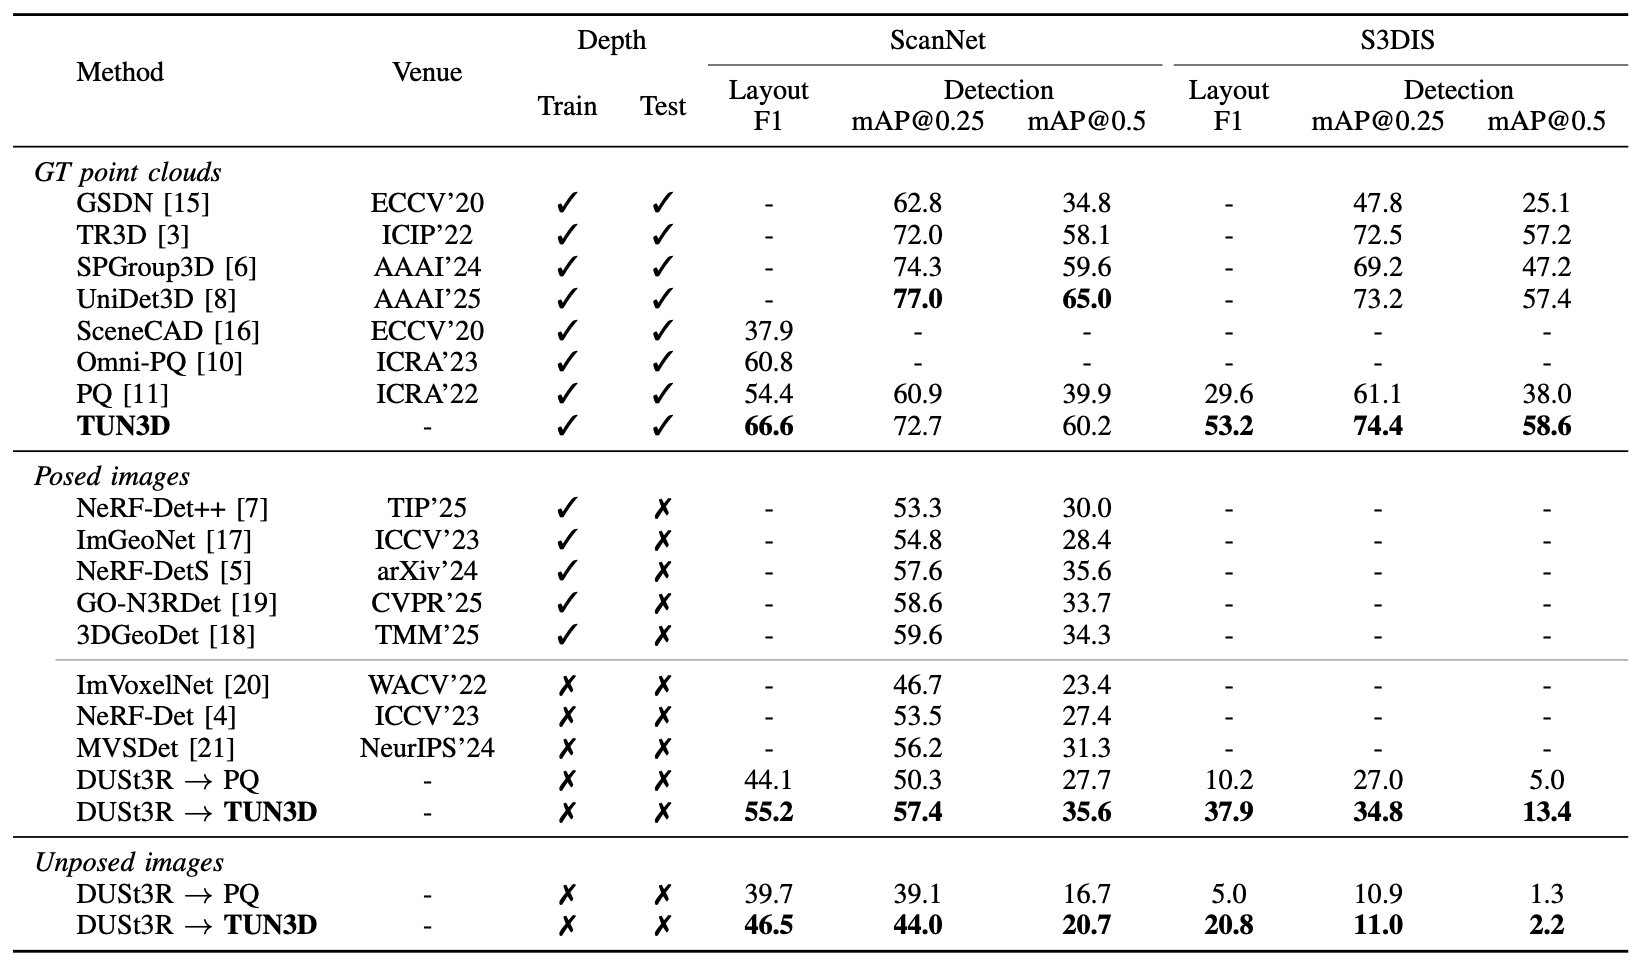 Depth ScanNet S3DIS
Method Venue
Train Test Layout Detection Layout Detection
F1 mAP@0.25 mAP@0.5 F1 mAP@0.25 mAP@0.5
GT point clouds
GSDN [15] ECCV'20 ✓ ✓ - 62.8 34.8 - 47.8 25.1
TR3D [3] ICIP'22 ✓ ✓ - 72.0 58.1 - 72.5 57.2
SPGroup3D [6] AAAI'24 ✓ ✓ - 74.3 59.6 - 69.2 47.2
UniDet3D [8] AAAI'25 ✓ ✓ - 77.0 65.0 - 73.2 57.4
SceneCAD [16] ECCV'20 ✓ ✓ 37.9 - - - - -
Omni-PQ [10] ICRA'23 ✓ ✓ 60.8 - - - - -
PQ [11] ICRA'22 ✓ ✓ 54.4 60.9 39.9 29.6 61.1 38.0
TUN3D - ✓ ✓ 66.6 72.7 60.2 53.2 74.4 58.6
Posed images
NeRF-Det++ [7] TIP'25 ✓ ✗ - 53.3 30.0 - - -
ImGeoNet [17] ICCV'23 ✓ ✗ - 54.8 28.4 - - -
NeRF-DetS [5] arXiv'24 ✓ ✗ - 57.6 35.6 - - -
GO-N3RDet [19] CVPR'25 ✓ ✗ - 58.6 33.7 - - -
3DGeoDet [18] TMM'25 ✓ ✗ - 59.6 34.3 - - -
ImVoxelNet [20] WACV'22 ✗ ✗ - 46.7 23.4 - - -
NeRF-Det [4] ICCV'23 ✗ ✗ - 53.5 27.4 - - -
MVSDet [21] NeurIPS'24 ✗ ✗ - 56.2 31.3 - - -
DUSt3R → PQ - ✗ ✗ 44.1 50.3 27.7 10.2 27.0 5.0
DUSt3R → TUN3D - ✗ ✗ 55.2 57.4 35.6 37.9 34.8 13.4
Unposed images
DUSt3R → PQ - ✗ ✗ 39.7 39.1 16.7 5.0 10.9 1.3
DUSt3R → TUN3D - ✗ ✗ 46.5 44.0 20.7 20.8 11.0 2.2